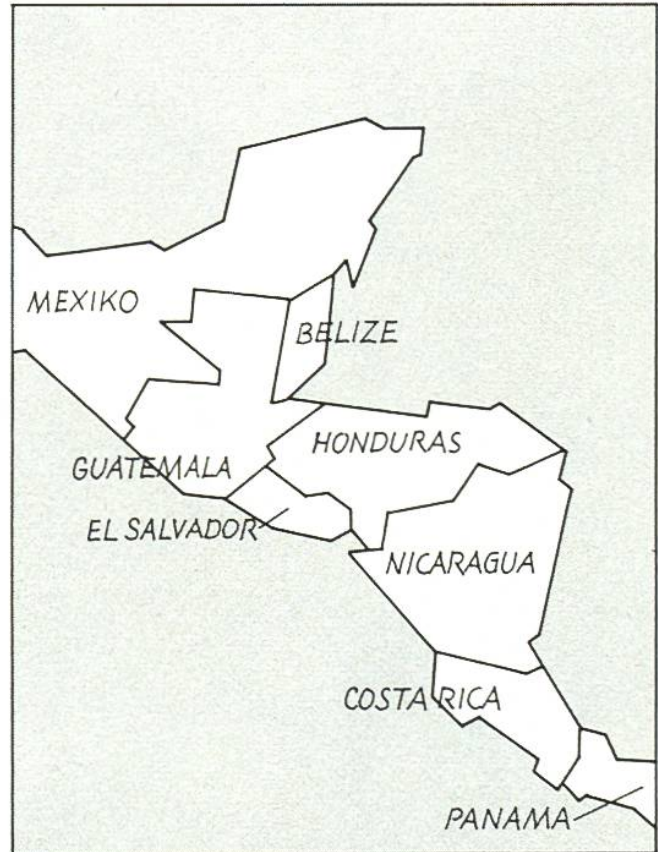 MEXIKO
BELIZE
HONDURAS
GUATEMALA
EL SALVADOR
NICARAGUA
COSTA RICA
PANAMA